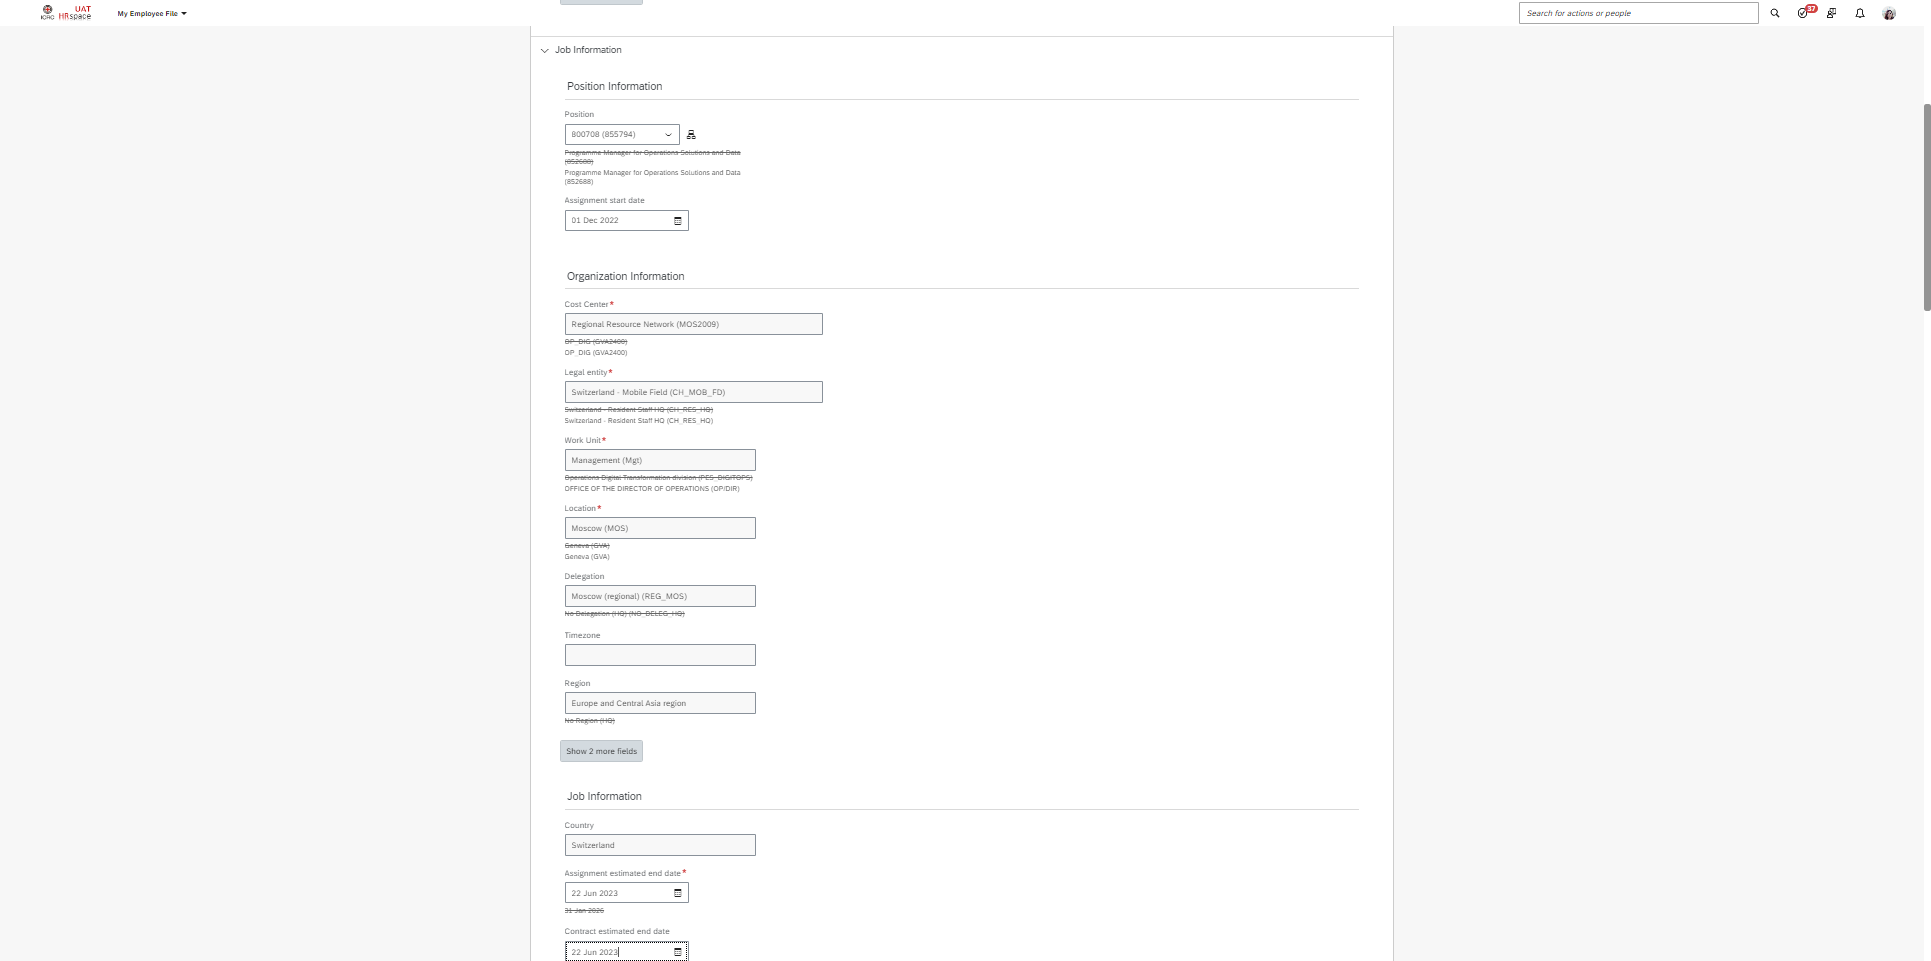 UAT
ICRC HRspace
My Employee File
Search for actions or people
37
Job Information
Position Information
Position
800708 (855794)
Programme Manager for Operations Solutions and Data
(852688)
Programme Manager for Operations Solutions and Data
(852688)
Assignment start date
01 Dec 2022
Organization Information
Cost Center*
Regional Resource Network (MOS2009)
OP_DIG (GVA2400)
OP_DIG (GVA2400)
Legal entity*
Switzerland - Mobile Field (CH_MOB_FD)
Switzerland - Resident Staff HQ (CH_RES_HQ)
Switzerland - Resident Staff HQ (CH_RES_HQ)
Work Unit*
Management (Mgt)
Operations Digital Transformation division (PES_DIGITOPS)
OFFICE OF THE DIRECTOR OF OPERATIONS (OP/DIR)
Location*
Moscow (MOS)
Geneva (GVA)
Geneva (GVA)
Delegation
Moscow (regional) (REG_MOS)
No Delegation (HQ) (NO_DELEG_HQ)
Timezone
Region
Europe and Central Asia region
No Region (HQ)
Show 2 more fields
Job Information
Country
Switzerland
Assignment estimated end date*
22 Jun 2023
31 Jan 2026
Contract estimated end date
22 Jun 2023